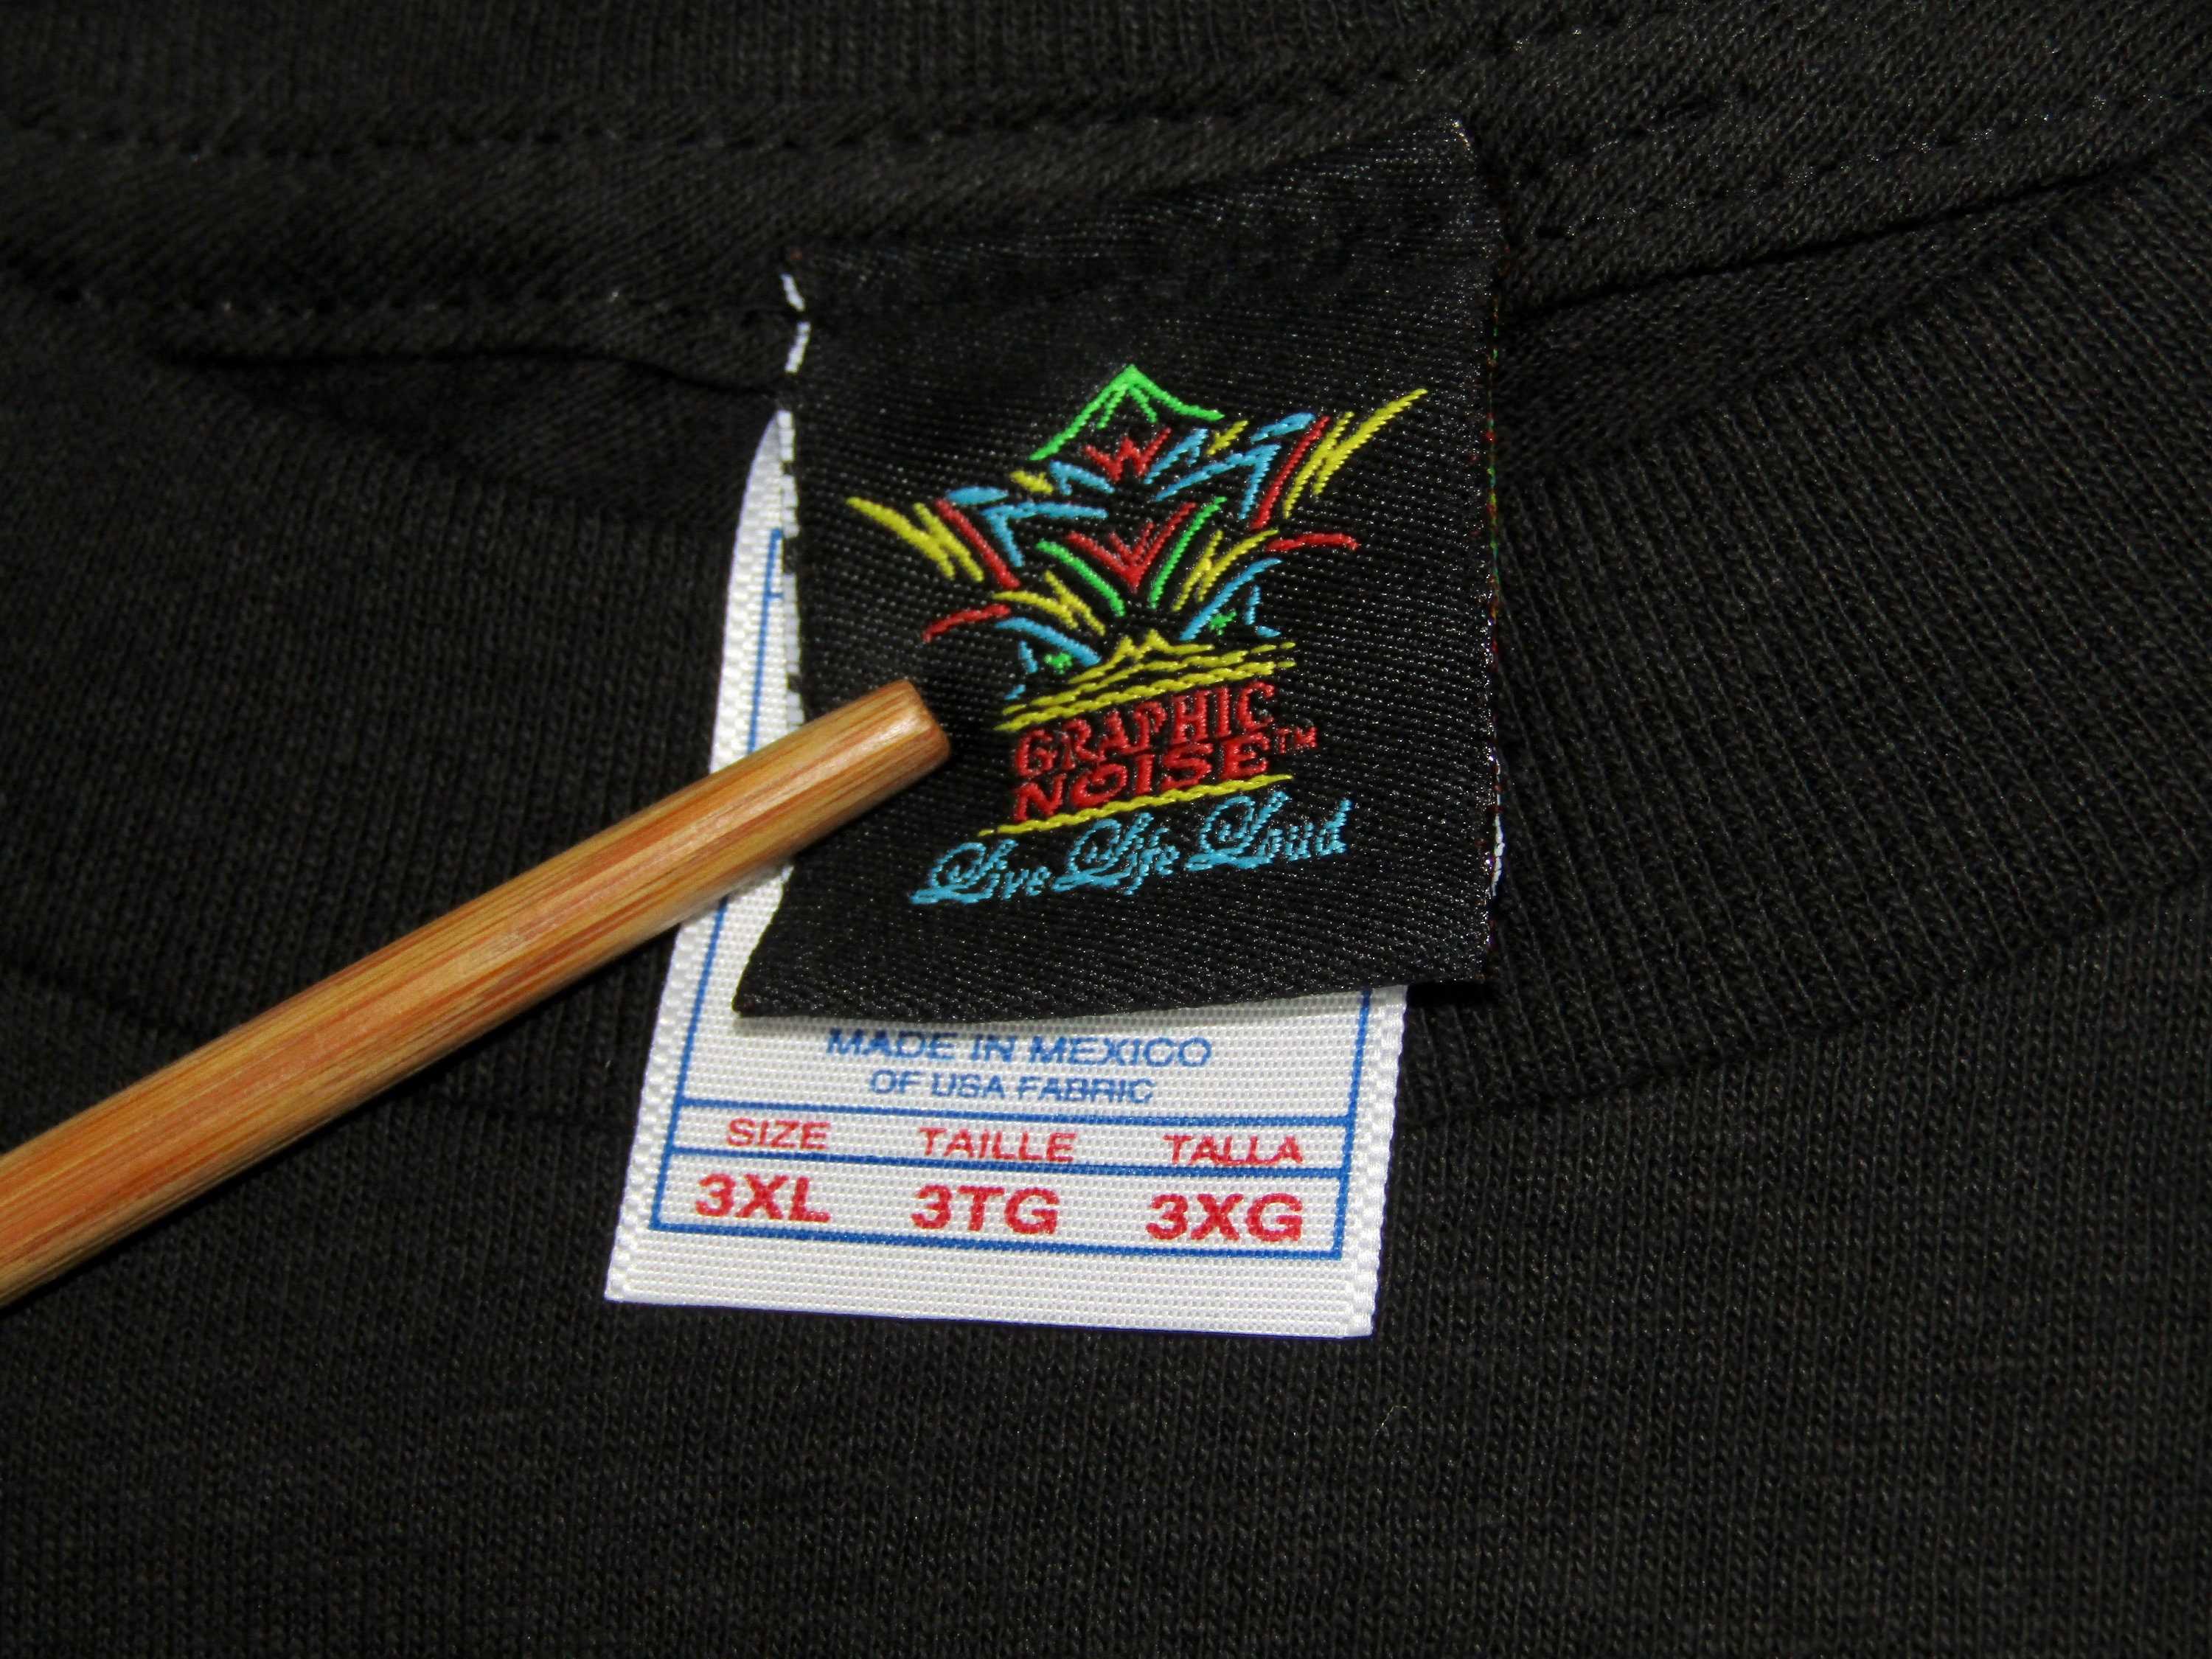 GRAPHIC
NOISE™
Live Life Loud
MADE IN MEXICO
OF USA FABRIC
SIZE TAILLE TALLA
3XL 3TG 3XG